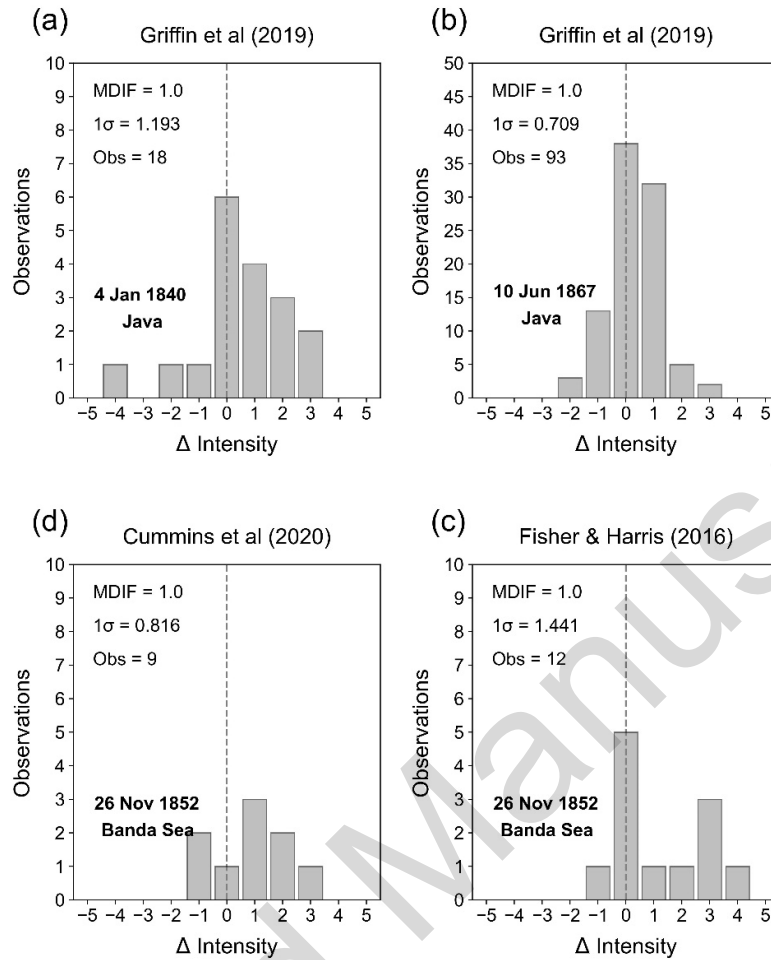 (a)
Griffin et al (2019)
10
9
8
7
6
5
4
3
2
1
0
Observations
MDIF = 1.0
1σ = 1.193
Obs = 18
4 Jan 1840
Java
−5 −4 −3 −2 −1 0 1 2 3 4 5
Δ Intensity
(b)
Griffin et al (2019)
50
45
40
35
30
25
20
15
10
5
0
Observations
MDIF = 1.0
1σ = 0.709
Obs = 93
10 Jun 1867
Java
−5 −4 −3 −2 −1 0 1 2 3 4 5
Δ Intensity
(d)
Cummins et al (2020)
10
9
8
7
6
5
4
3
2
1
0
Observations
MDIF = 1.0
1σ = 0.816
Obs = 9
26 Nov 1852
Banda Sea
−5 −4 −3 −2 −1 0 1 2 3 4 5
Δ Intensity
(c)
Fisher & Harris (2016)
10
9
8
7
6
5
4
3
2
1
0
Observations
MDIF = 1.0
1σ = 1.441
Obs = 12
26 Nov 1852
Banda Sea
−5 −4 −3 −2 −1 0 1 2 3 4 5
Δ Intensity
d Manus